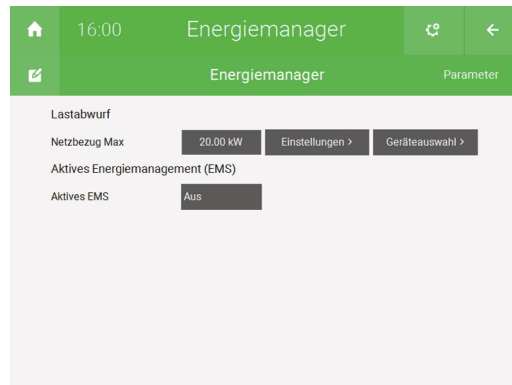 16:00 Energiemanager
Energiemanager Parameter
Lastabwurf
Netzbezug Max 20.00 kW Einstellungen > Geräteauswahl >
Aktives Energiemanagement (EMS)
Aktives EMS Aus